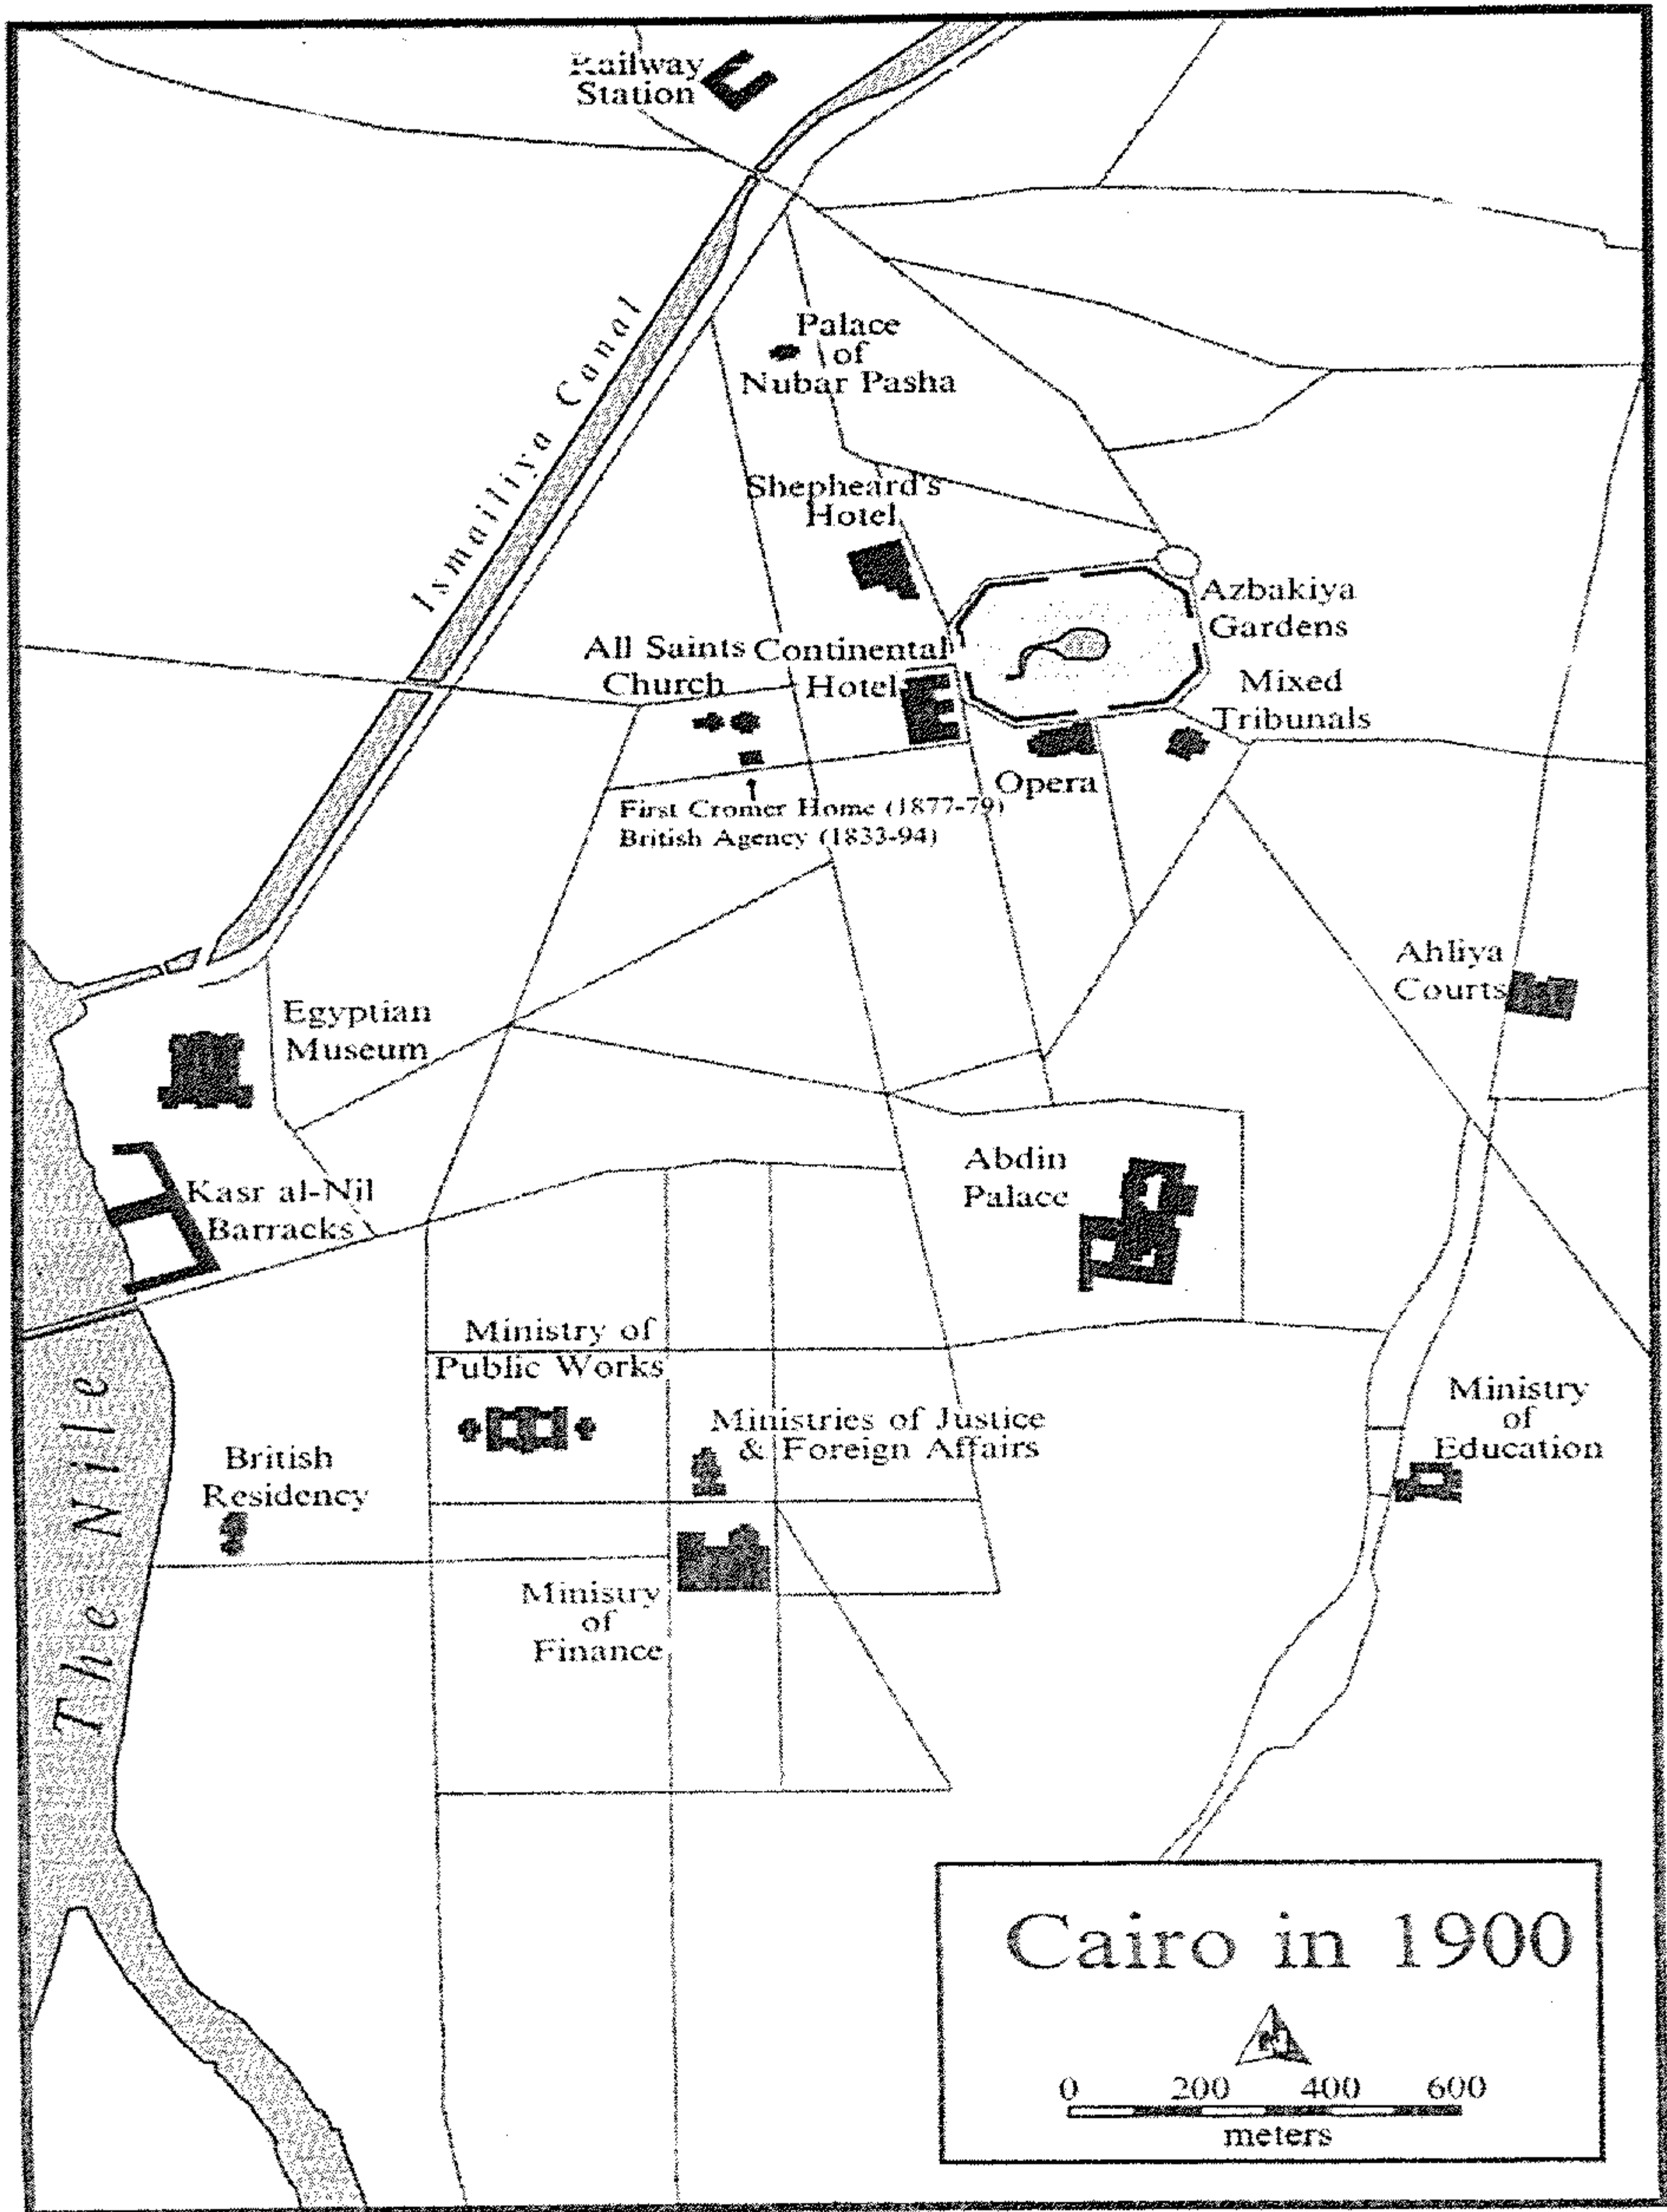 Railway
Station
Ismailiya Canal
Palace
of
Nubar Pasha
Shepheard's
Hotel
Azbakiya
Gardens
All Saints
Church
Continental
Hotel
Mixed
Tribunals
Opera
First Cromer Home (1877-79)
British Agency (1833-94)
Ahliya
Courts
Egyptian
Museum
Kasr al-Nil
Barracks
Abdin
Palace
Ministry of
Public Works
Ministries of Justice
& Foreign Affairs
Ministry
of
Education
British
Residency
The Nile
Ministry
of
Finance
Cairo in 1900
0 200 400 600
meters